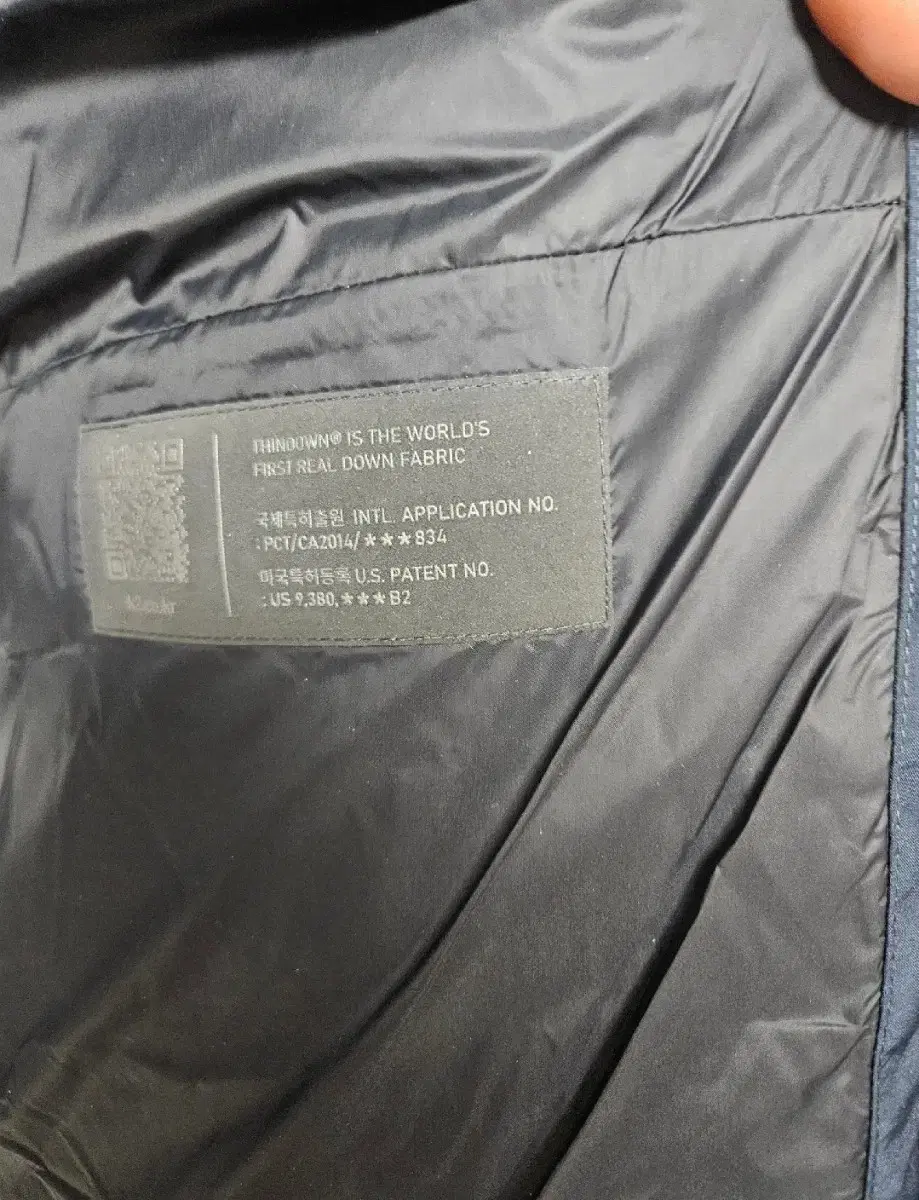 THINDOWN® IS THE WORLD'S
FIRST REAL DOWN FABRIC
국제특허출원 INTL. APPLICATION NO.
: PCT/CA2014/★★★834
미국특허등록 U.S. PATENT NO.
: US 9,380,★★★B2